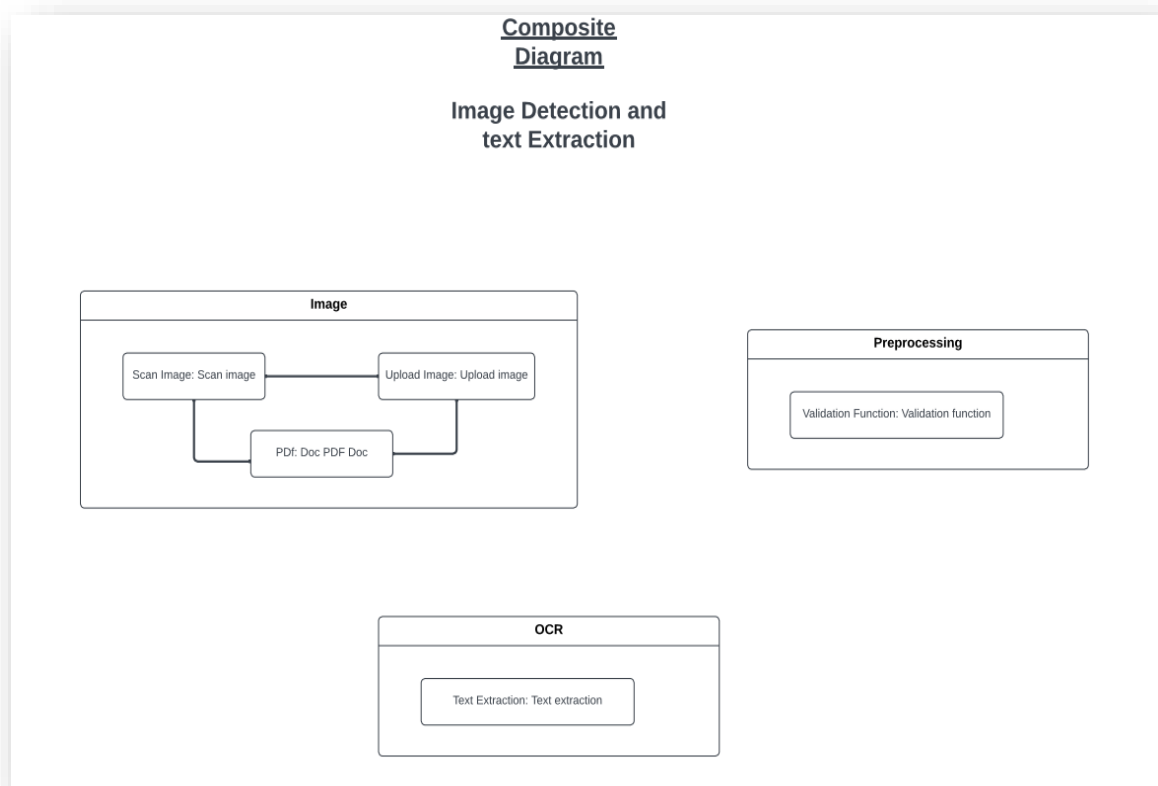 Composite
Diagram
Image Detection and
text Extraction
Image
Scan Image: Scan image
Upload Image: Upload image
PDf: Doc PDF Doc
Preprocessing
Validation Function: Validation function
OCR
Text Extraction: Text extraction